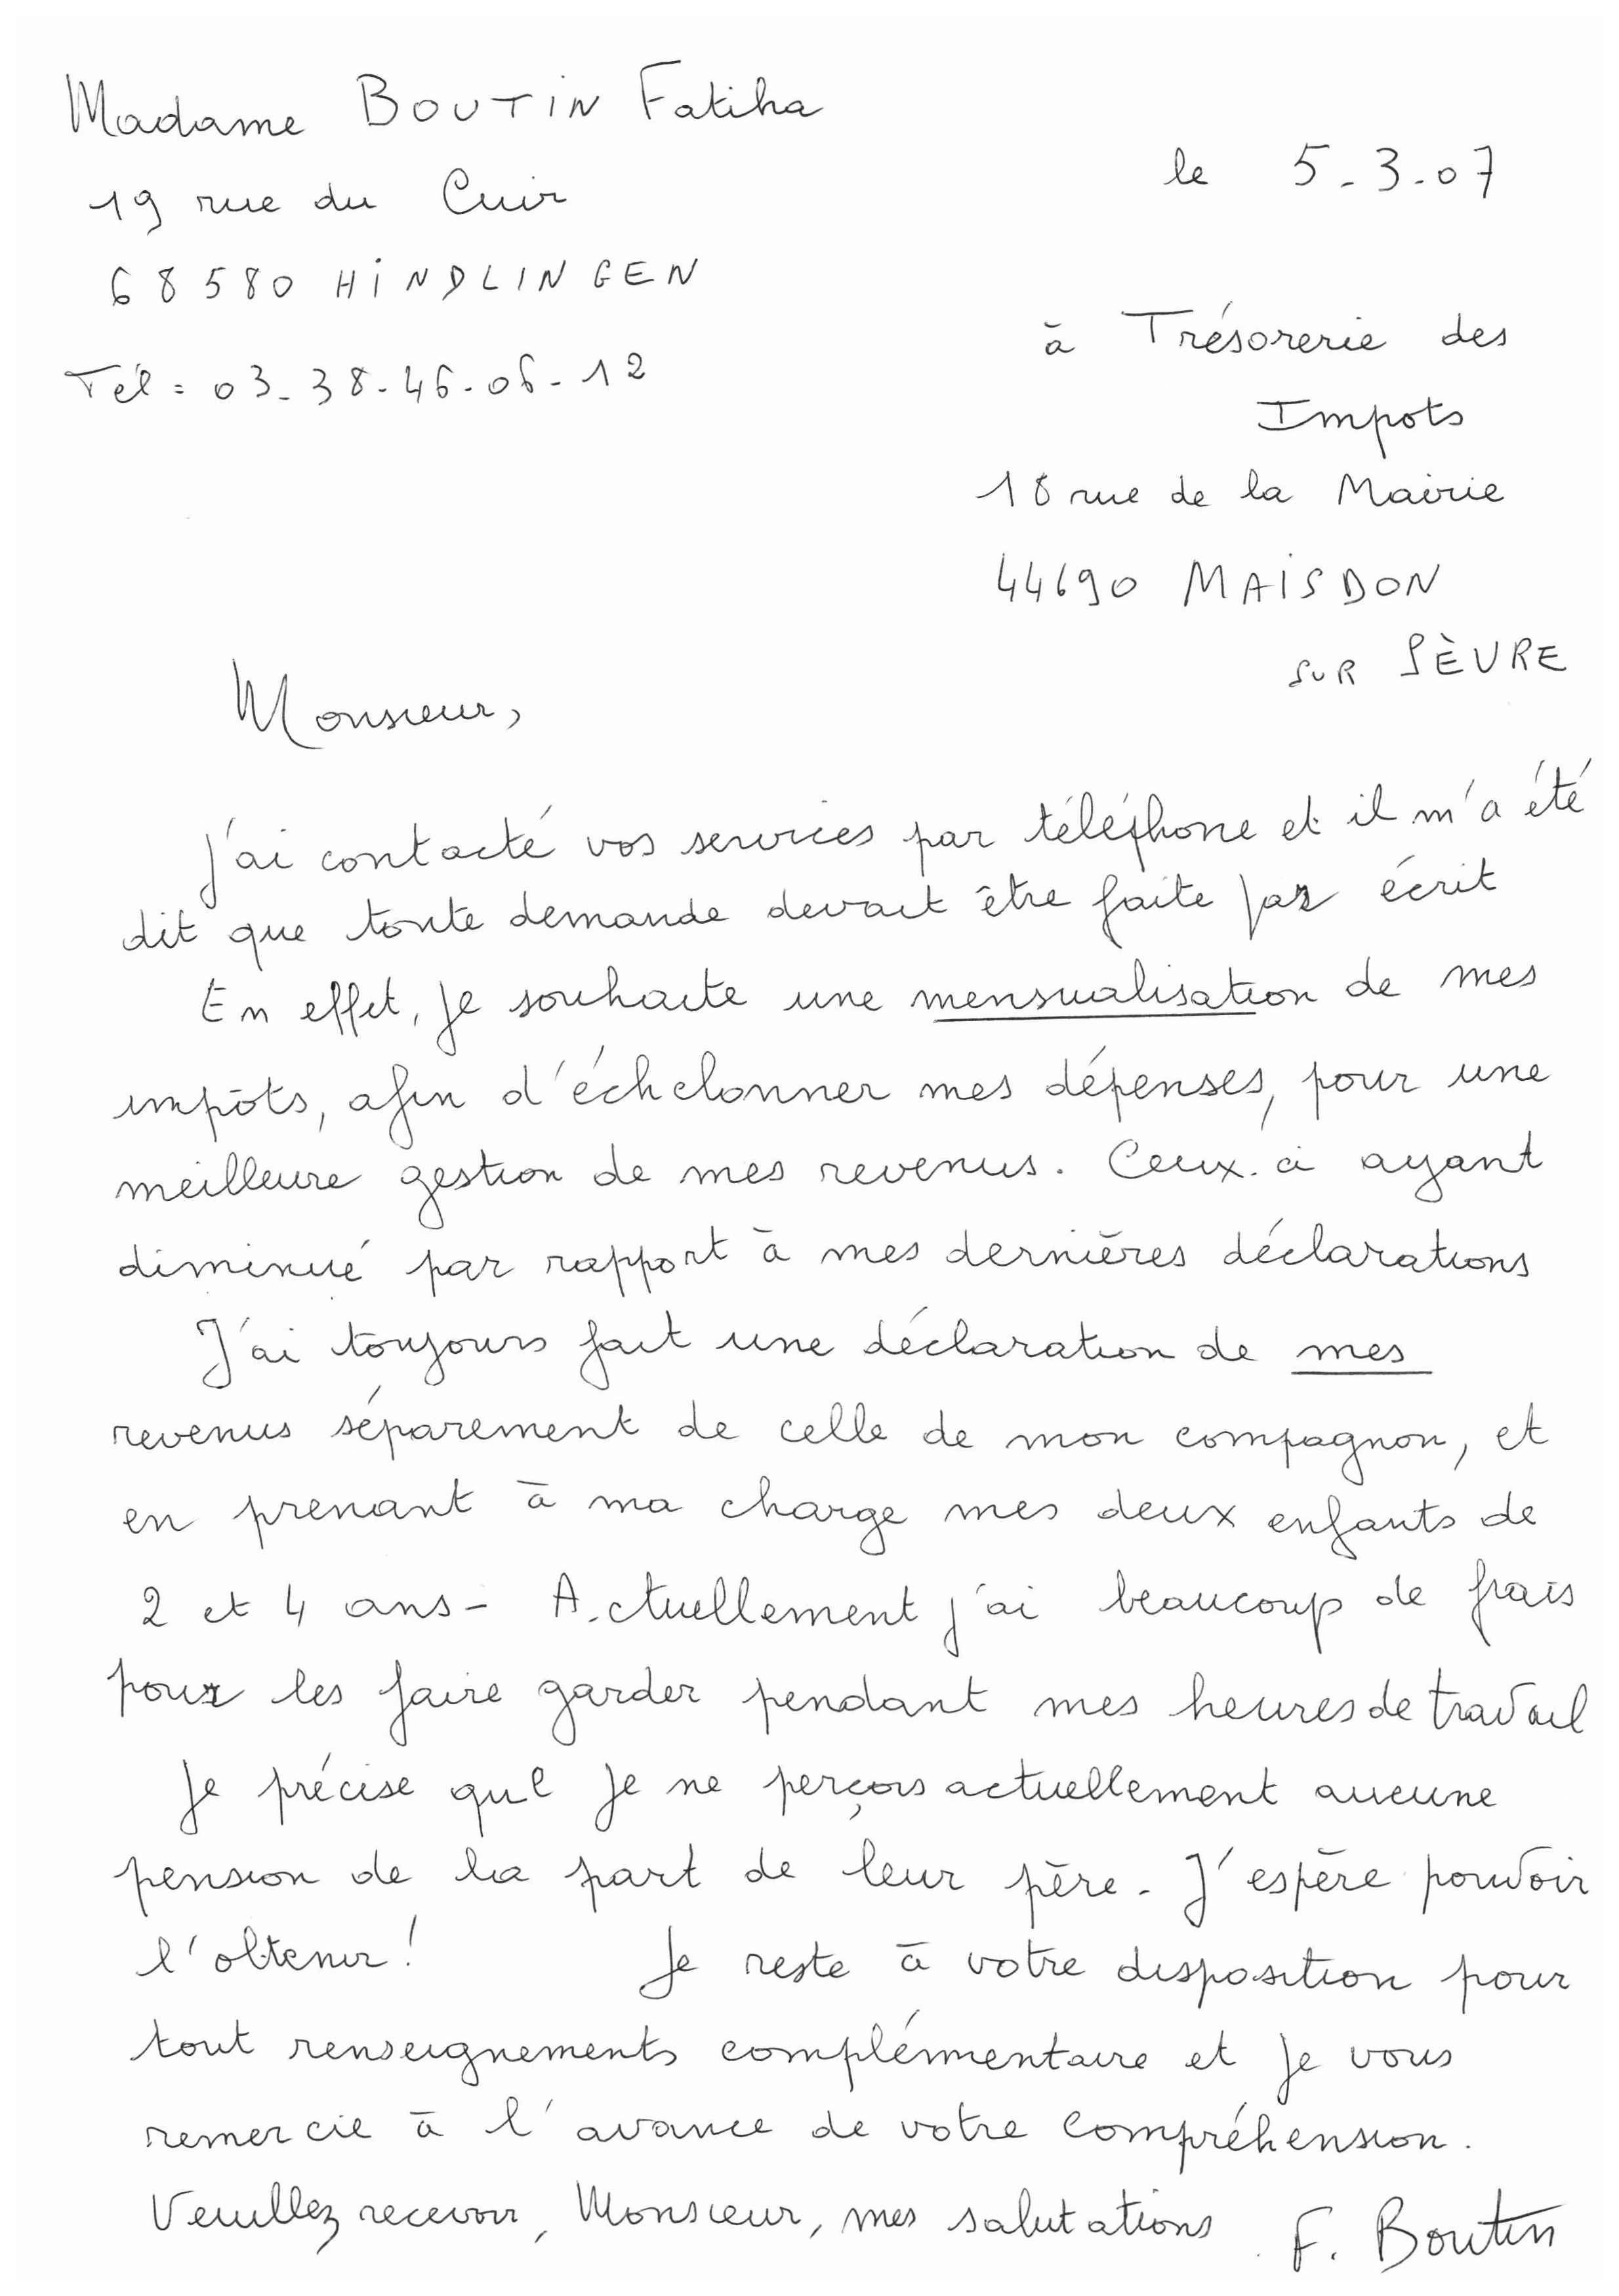 Madame BOUTIN Fatiha
le 5-3-07
19 rue du Cuir
68580 HINDLINGEN
à Trésorerie des
Tél = 03-38-46-06-12
Impots
18 rue de la Mairie
44690 MAISDON
SUR SÈVRE
Monsieur,
J'ai contacté vos services par téléphone et il m'a été
dit que toute demande devait être faite par écrit
En effet, je souhaite une mensualisation de mes
impôts, afin d'échelonner mes dépenses, pour une
meilleure gestion de mes revenus. Ceux-ci ayant
diminué par rapport à mes dernières déclarations
J'ai toujours fait une déclaration de mes
revenus séparement de celle de mon compagnon, et
en prenant à ma charge mes deux enfants de
2 et 4 ans - Actuellement j'ai beaucoup de frais
pour les faire garder pendant mes heures de travail
Je précise que je ne perçois actuellement aucune
pension de la part de leur père. J'espère pouvoir
l'obtenir! Je reste à votre disposition pour
tout renseignements complémentaire et je vous
remercie à l'avance de votre compréhension.
Veuillez recevoir, Monsieur, mes salutations F. Boutin